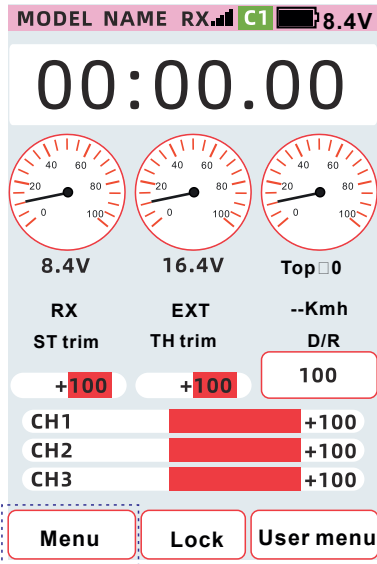 MODEL NAME RX C1 8.4V
00:00.00
40 60 40 60 40 60
20 80 20 80 20 80
0 100 0 100 0 100
8.4V 16.4V Top□0
RX EXT --Kmh
ST trim TH trim D/R
+100 +100 100
CH1 +100
CH2 +100
CH3 +100
Menu Lock User menu